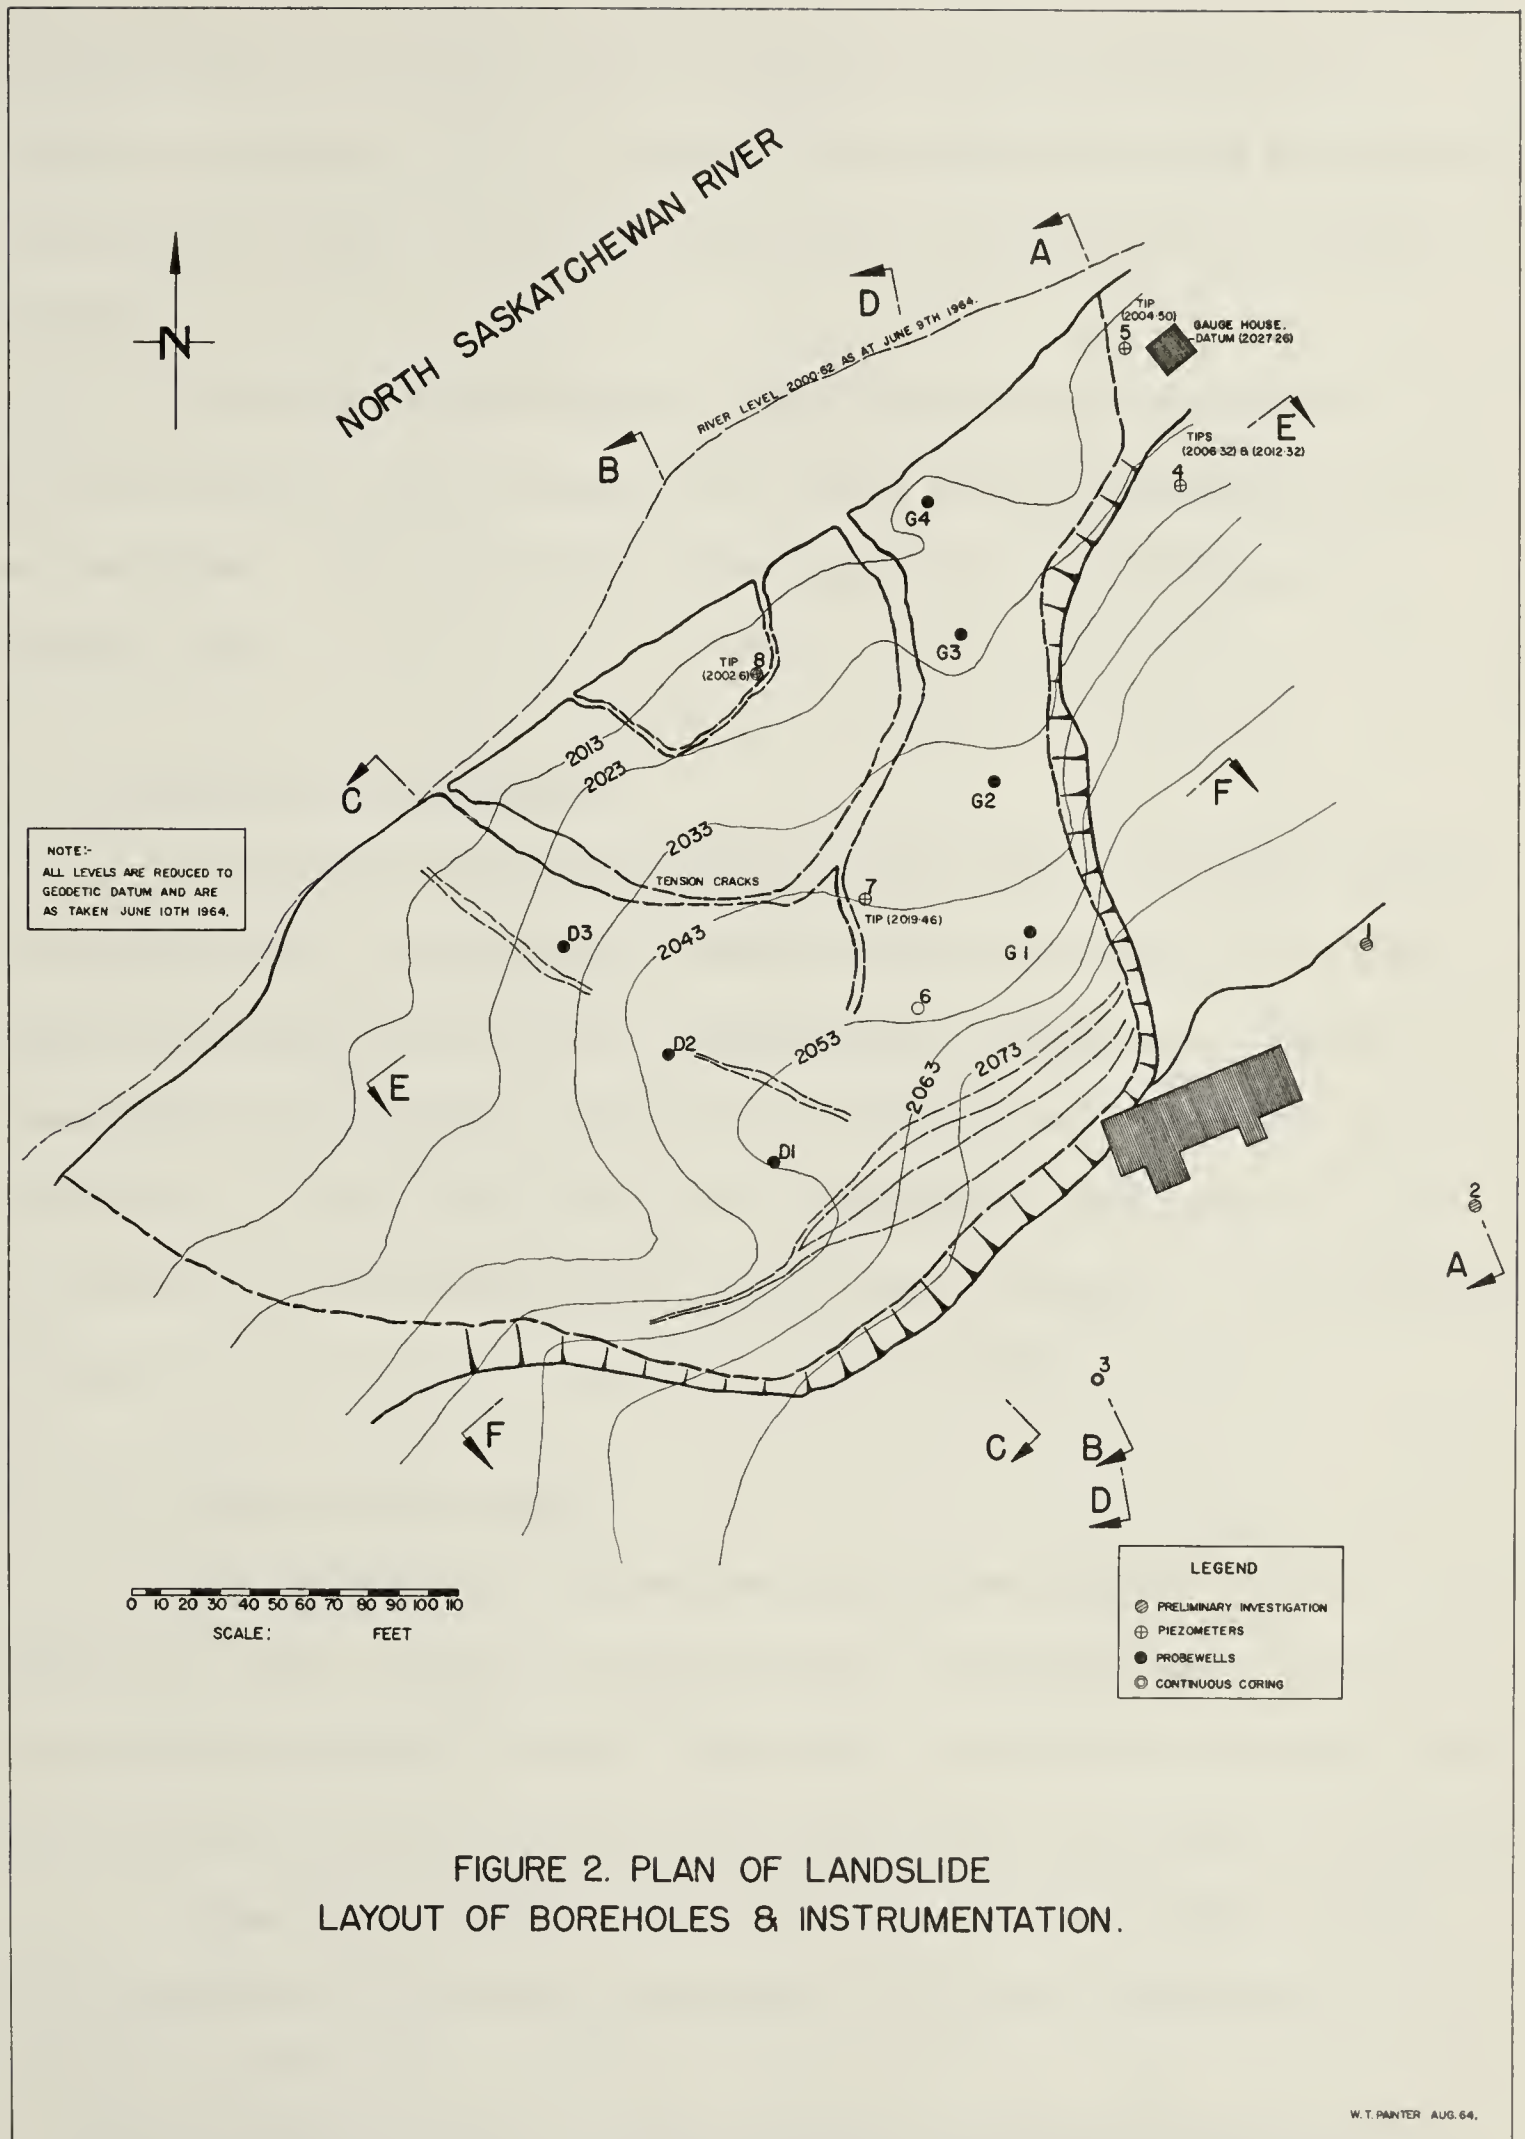 NORTH SASKATCHEWAN RIVER
A
D
TIP
(2004·50)
5
GAUGE HOUSE.
DATUM (2027·26)
RIVER LEVEL 2000·62 AS AT JUNE 9TH 1964.
N
B
E
TIPS
(2006·32) & (2012·32)
4
G4
G3
TIP 8
(2002·6)
2013
2023
C
F
G2
2033
NOTE:-
ALL LEVELS ARE REDUCED TO
GEODETIC DATUM AND ARE
AS TAKEN JUNE 10TH 1964.
TENSION CRACKS
7
TIP (2019·46)
D3
2043
G1
1
6
D2
2053
2063
2073
E
D1
2
A
3
F
C
B
D
0 10 20 30 40 50 60 70 80 90 100 110
SCALE: FEET
LEGEND
PRELIMINARY INVESTIGATION
PIEZOMETERS
PROBEWELLS
CONTINUOUS CORING
FIGURE 2. PLAN OF LANDSLIDE
LAYOUT OF BOREHOLES & INSTRUMENTATION.
W. T. PAINTER AUG. 64.